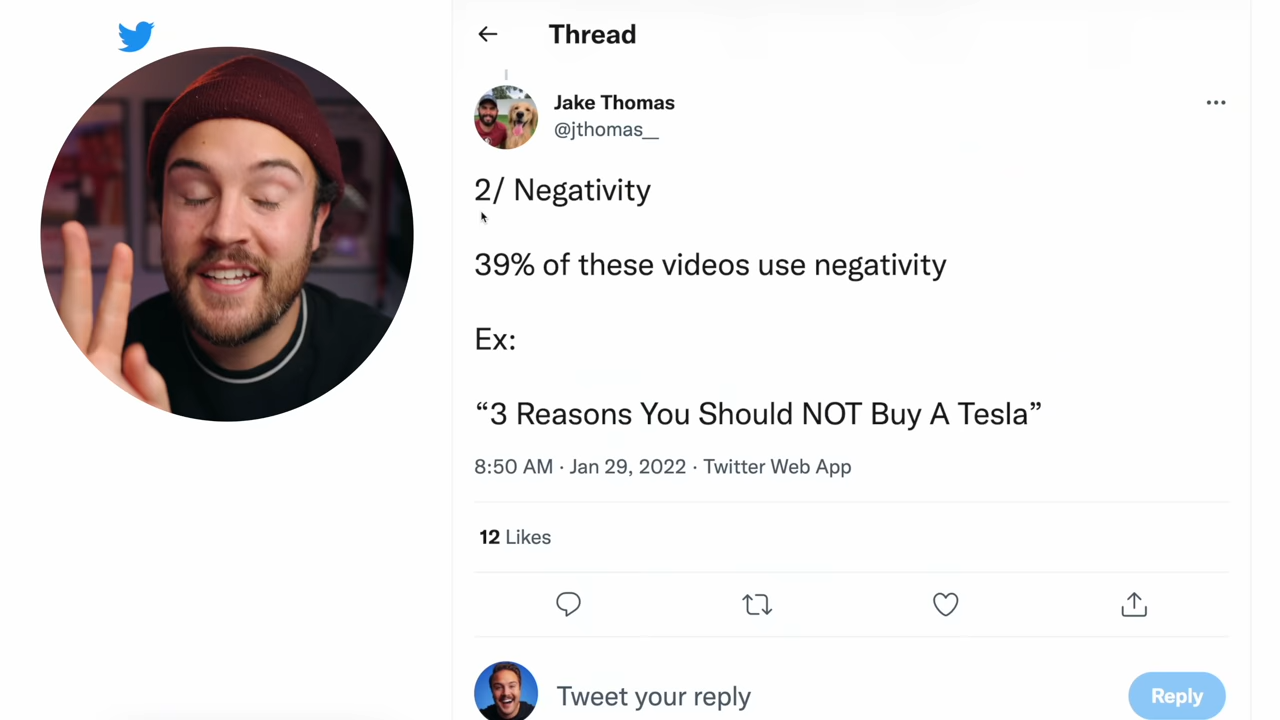 Thread
Jake Thomas
@jthomas__
2/ Negativity
39% of these videos use negativity
Ex:
“3 Reasons You Should NOT Buy A Tesla”
8:50 AM · Jan 29, 2022 · Twitter Web App
12 Likes
Tweet your reply
Reply